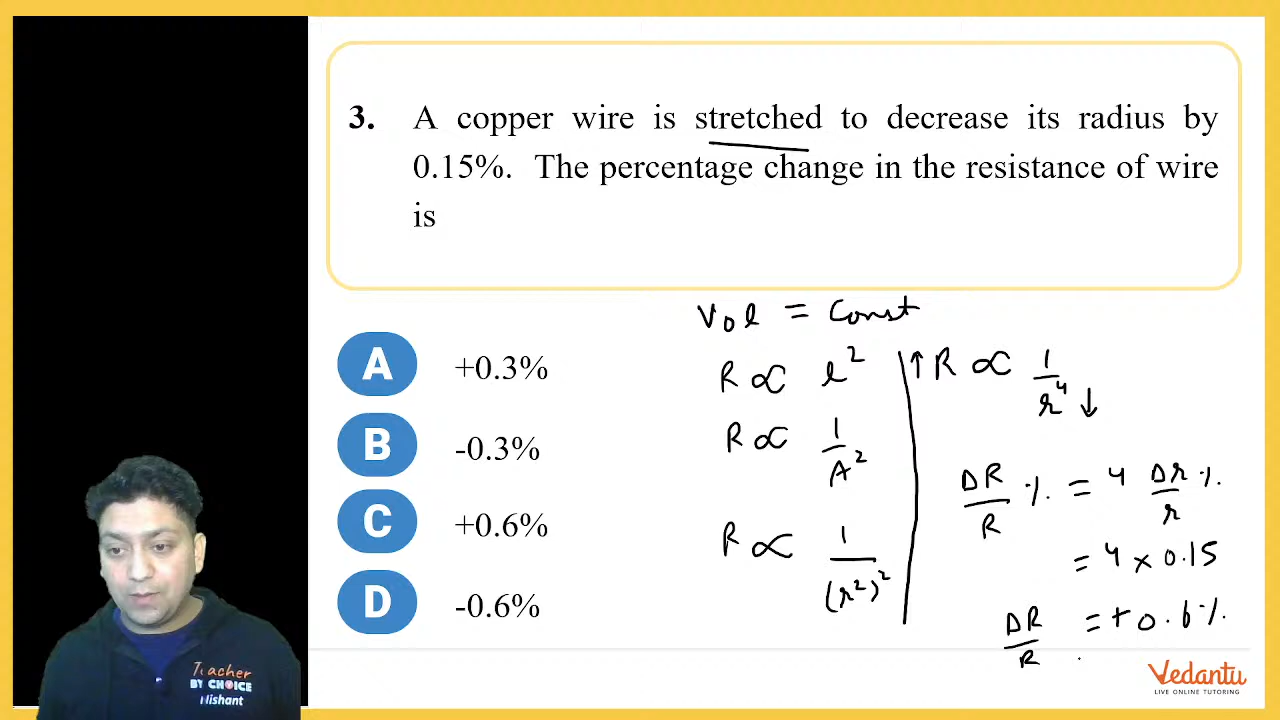 3. A copper wire is stretched to decrease its radius by
0.15%. The percentage change in the resistance of wire
is
A +0.3%
B -0.3%
C +0.6%
D -0.6%
Vol = Const
R ∝ l²
R ∝ 1/A²
R ∝ 1/(r²)²
↑ R ∝ 1/r⁴ ↓
ΔR/R % = 4 Δr/r %
= 4 × 0.15
ΔR/R = +0.6%
Teacher
BY CHOICE
Nishant
Vedantu
LIVE ONLINE TUTORING